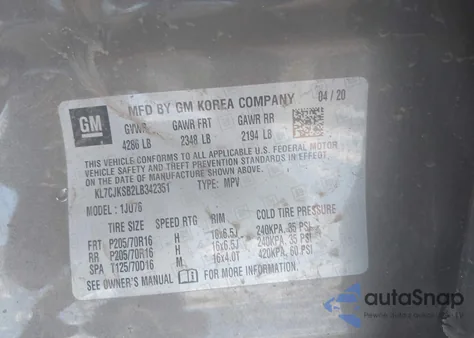 GM
MFD BY GM KOREA COMPANY 04/20
GVWR GAWR FRT GAWR RR
4286 LB 2348 LB 2194 LB
THIS VEHICLE CONFORMS TO ALL APPLICABLE U.S. FEDERAL MOTOR
VEHICLE SAFETY AND THEFT PREVENTION STANDARDS IN
EFFECT ON THE DATE OF MANUFACTURE SHOWN ABOVE.
KL7CJKSB2LB342351 TYPE: MPV
MODEL: 1JU76
TIRE SIZE SPEED RTG RIM COLD TIRE PRESSURE
FRT P205/70R16 H 16x6.5J 240KPA, 35 PSI
RR P205/70R16 H 16x6.5J 240KPA, 35 PSI
SPA T125/70D16 M 16x4.0T 420KPA, 60 PSI
SEE OWNER'S MANUAL FOR MORE INFORMATION.
autoSnap